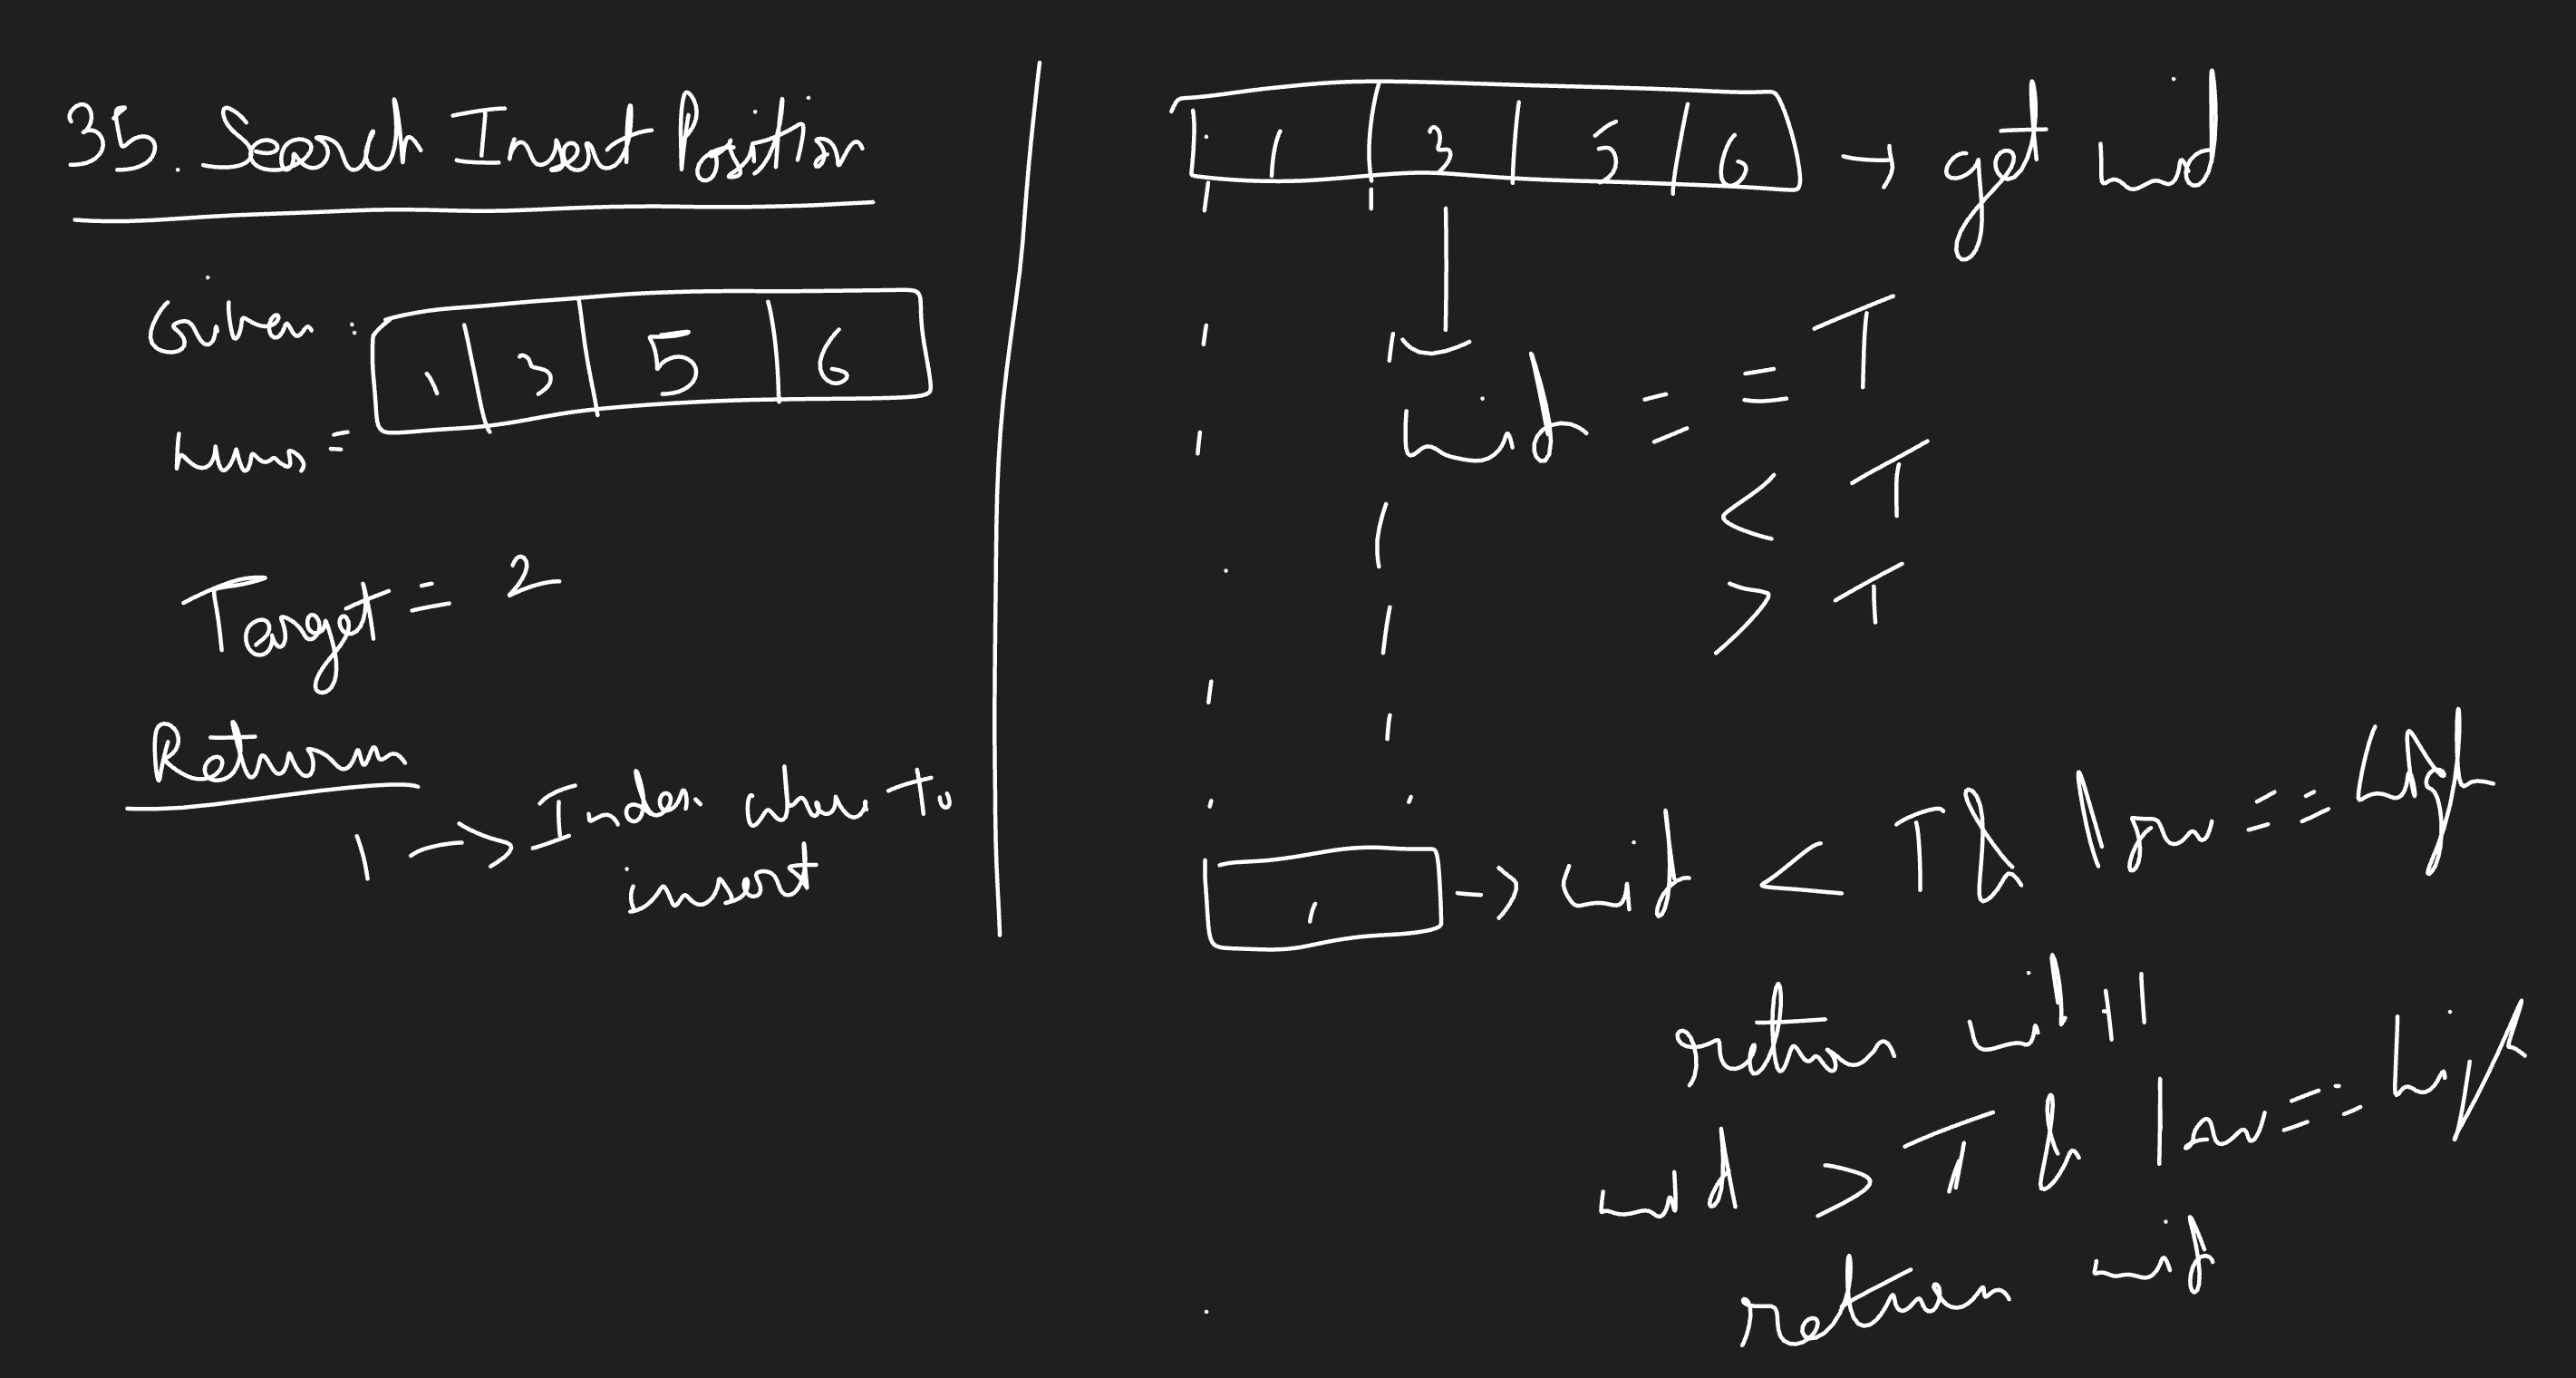 35. Search Insert Position
Given :
nums = 1 3 5 6
Target = 2
Return
1 -> Index where to
insert
1 3 5 6 -> get mid
mid == T
< T
> T
1 -> mid < T & low == high
return mid+1
mid > T & low == high
return mid